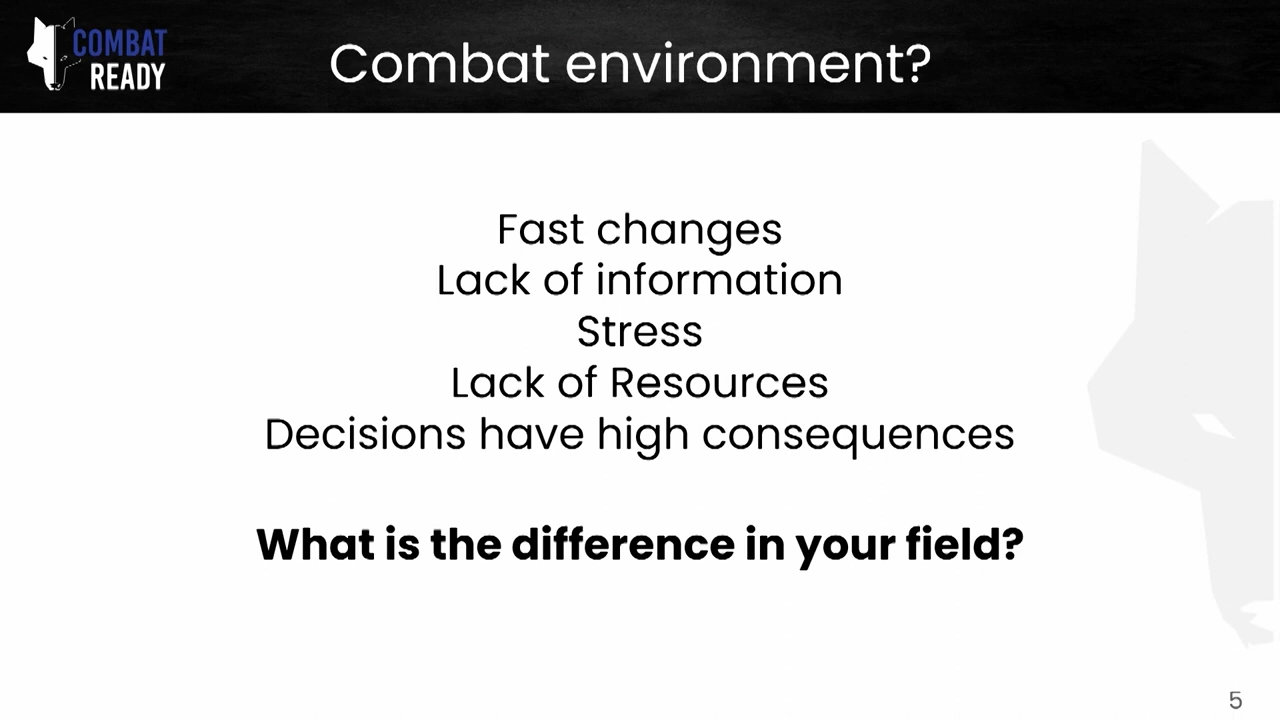 COMBAT
READY
Combat environment?
Fast changes
Lack of information
Stress
Lack of Resources
Decisions have high consequences
What is the difference in your field?
5